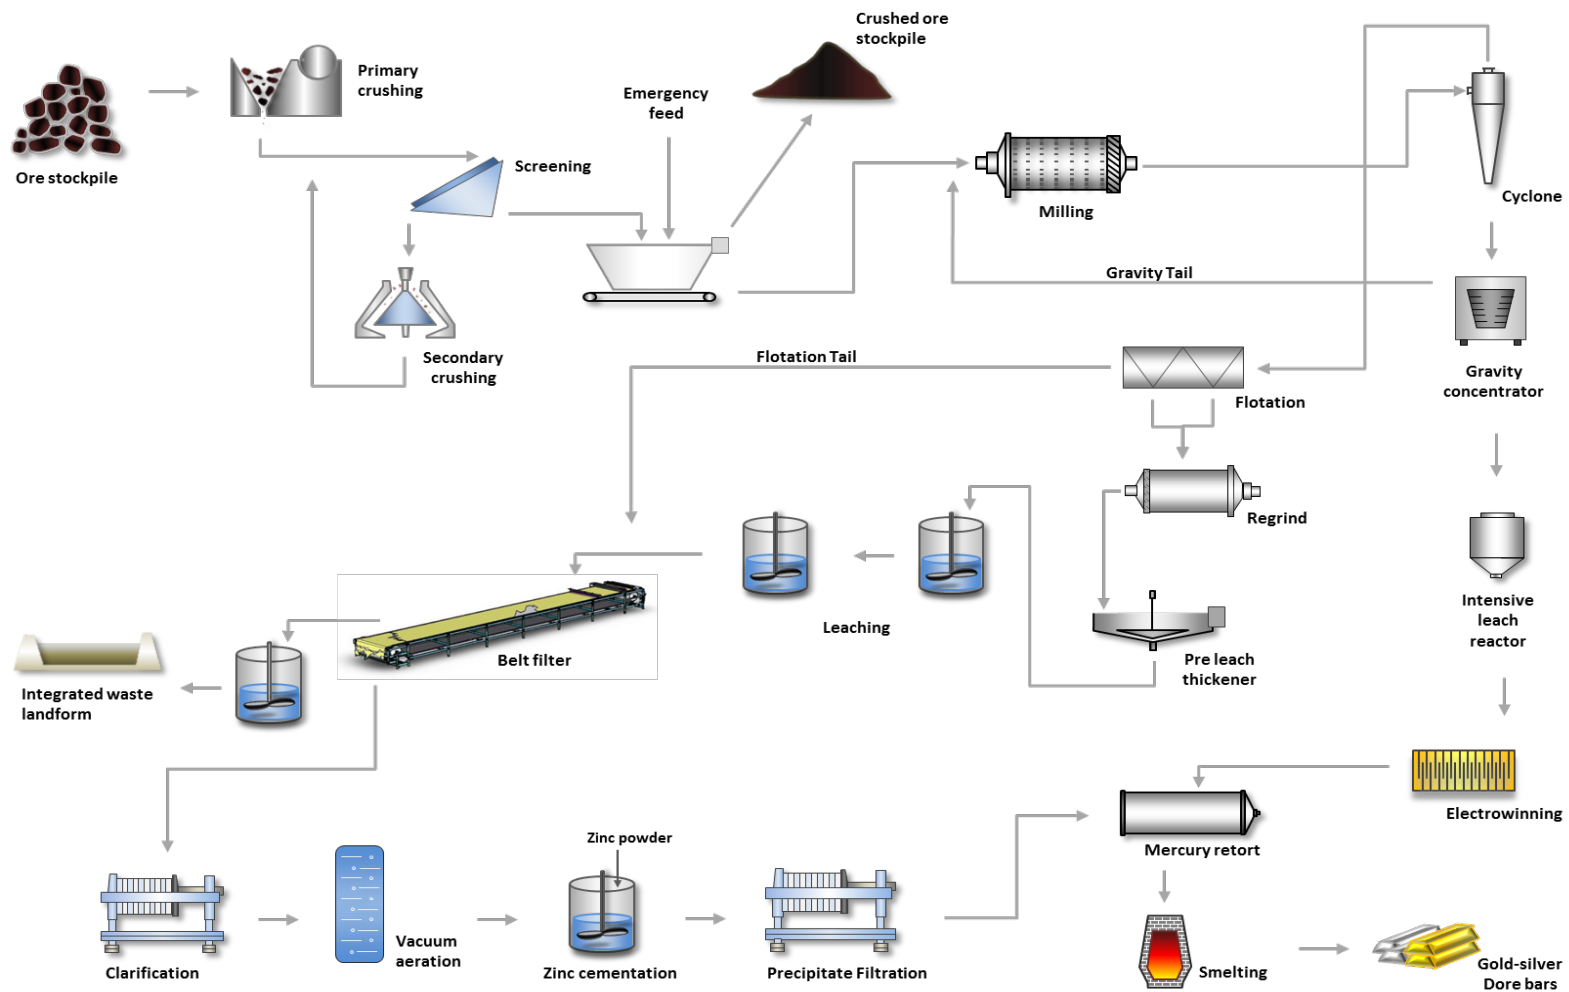 Crushed ore
stockpile
Primary
crushing
Emergency
feed
Ore stockpile
Screening
Milling
Cyclone
Gravity Tail
Secondary
crushing
Flotation Tail
Gravity
concentrator
Flotation
Regrind
Intensive
leach
reactor
Leaching
Belt filter
Pre leach
thickener
Integrated waste
landform
Electrowinning
Zinc powder
Mercury retort
Vacuum
aeration
Clarification
Zinc cementation
Precipitate Filtration
Smelting
Gold-silver
Dore bars